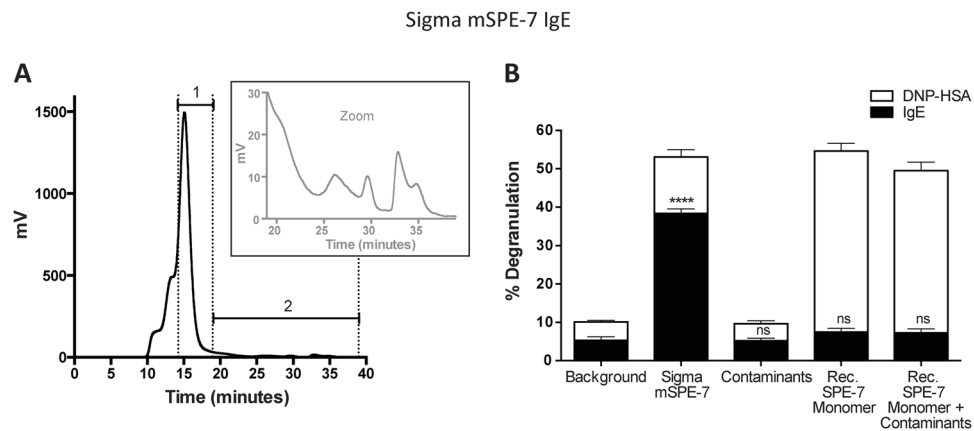 Sigma mSPE-7 IgE
A
1
1500
1000
500
0
mV
0 5 10 15 20 25 30 35 40
Time (minutes)
2
30
20
10
0
mV
Zoom
20 25 30 35
Time (minutes)
B
DNP-HSA
IgE
60
50
40
30
20
10
0
% Degranulation
****
ns
ns
ns
Background
Sigma
mSPE-7
Contaminants
Rec.
SPE-7
Monomer
Rec.
SPE-7
Monomer +
Contaminants